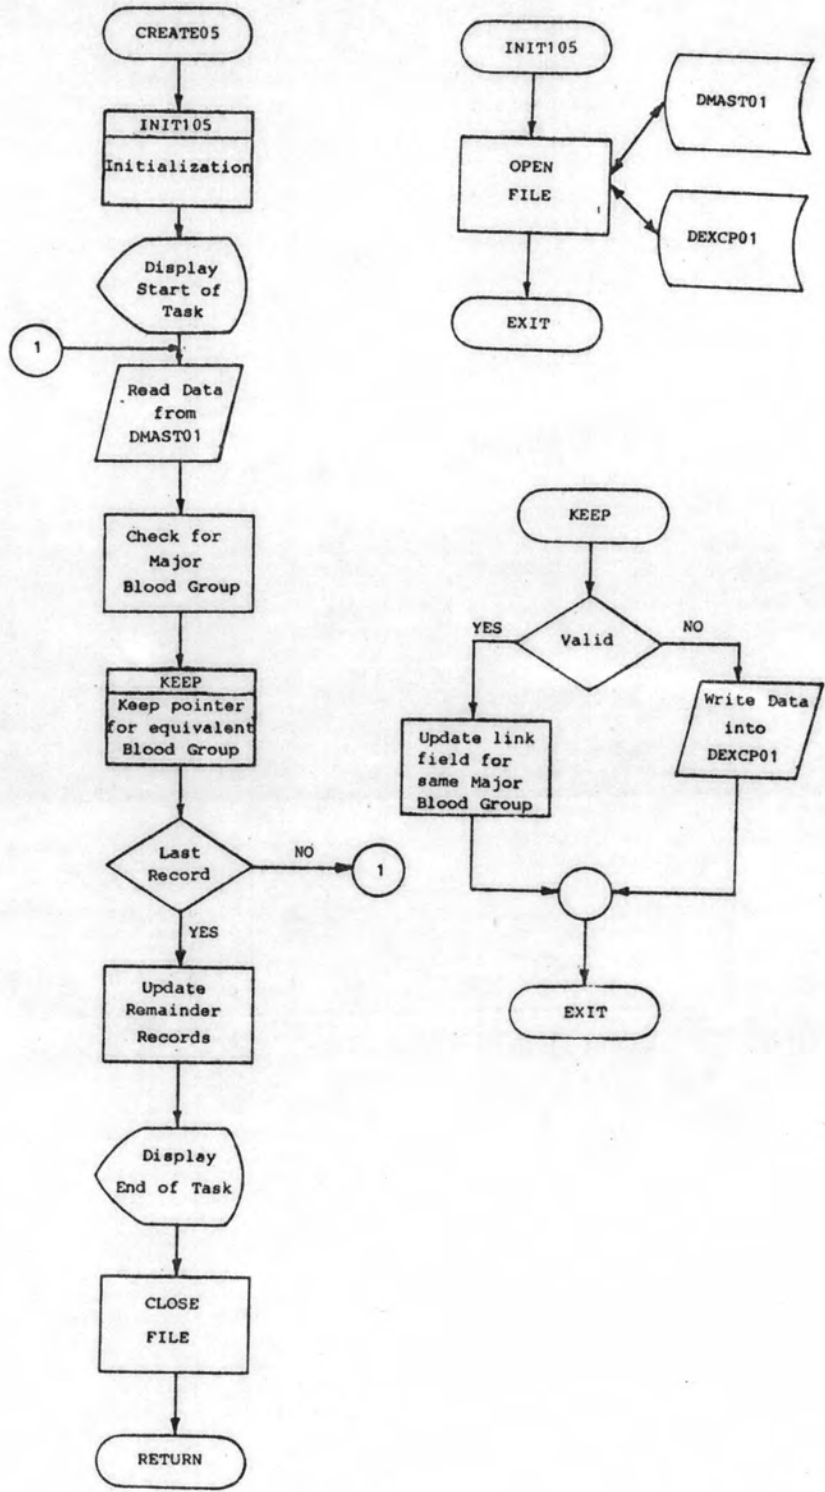 CREATE05
INIT105
Initialization
Display
Start of
Task
1
Read Data
from
DMAST01
Check for
Major
Blood Group
KEEP
Keep pointer
for equivalent
Blood Group
Last
Record
NO
1
YES
Update
Remainder
Records
Display
End of Task
CLOSE
FILE
RETURN
INIT105
OPEN
FILE
DMAST01
DEXCP01
EXIT
KEEP
YES
Valid
NO
Update link
field for
same Major
Blood Group
Write Data
into
DEXCP01
EXIT